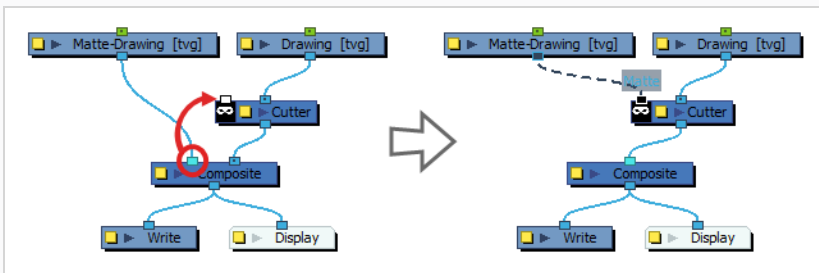 Matte-Drawing [tvg]
Drawing [tvg]
Cutter
Composite
Write
Display
Matte-Drawing [tvg]
Drawing [tvg]
Matte
Cutter
Composite
Write
Display